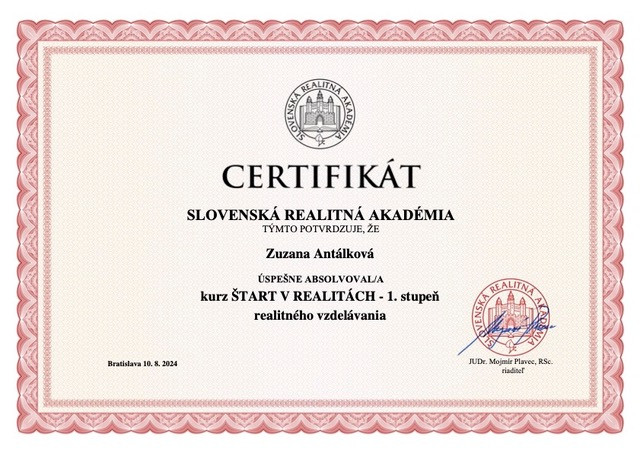 SLOVENSKÁ REALITNÁ AKADÉMIA
CERTIFIKÁT
SLOVENSKÁ REALITNÁ AKADÉMIA
TÝMTO POTVRDZUJE, ŽE
Zuzana Antálková
ÚSPEŠNE ABSOLVOVAL/A
kurz ŠTART V REALITÁCH - 1. stupeň
realitného vzdelávania
SLOVENSKÁ REALITNÁ AKADÉMIA
Bratislava 10. 8. 2024
JUDr. Mojmír Plavec, RSc.
riaditeľ